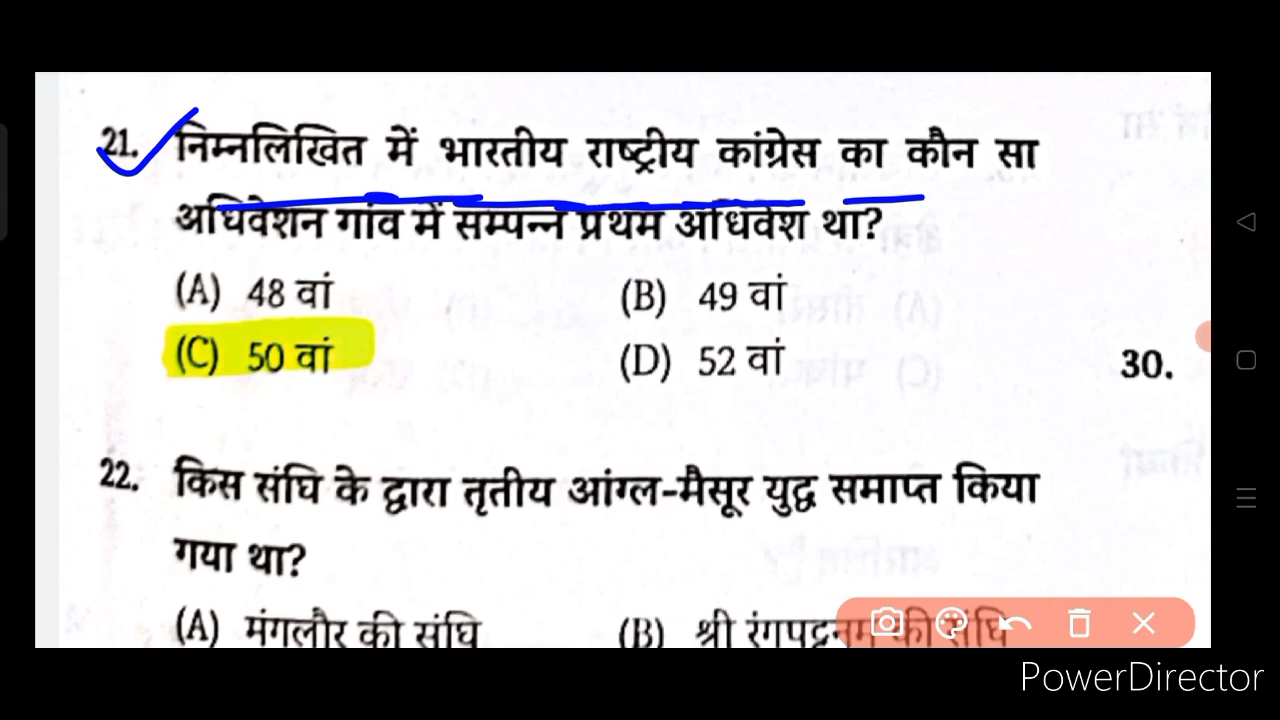 21. निम्नलिखित में भारतीय राष्ट्रीय कांग्रेस का कौन सा
अधिवेशन गांव में सम्पन्न प्रथम अधिवेश था?
(A) 48 वां (B) 49 वां
(C) 50 वां (D) 52 वां
30.
22. किस संघि के द्वारा तृतीय आंग्ल-मैसूर युद्ध समाप्त किया
गया था?
(A) मंगलौर की संघि (B) श्री रंगपट्टनम की संघि
PowerDirector